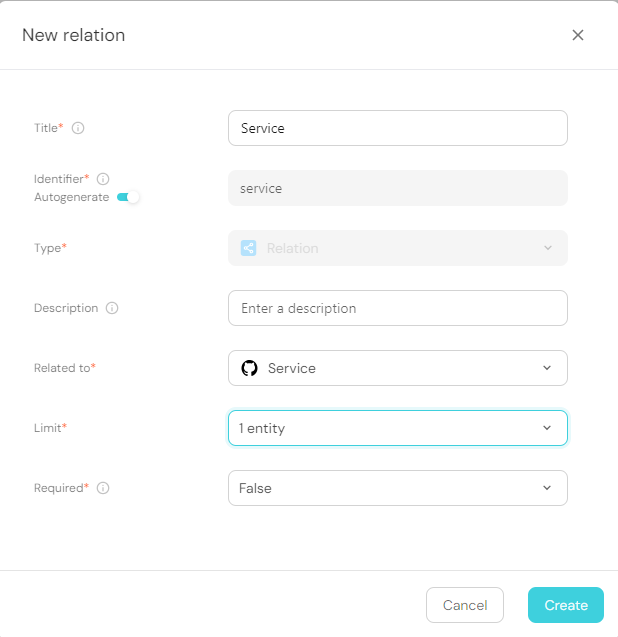 New relation
Title*
Service
Identifier*
Autogenerate
service
Type*
Relation
Description
Enter a description
Related to*
Service
Limit*
1 entity
Required*
False
Cancel
Create